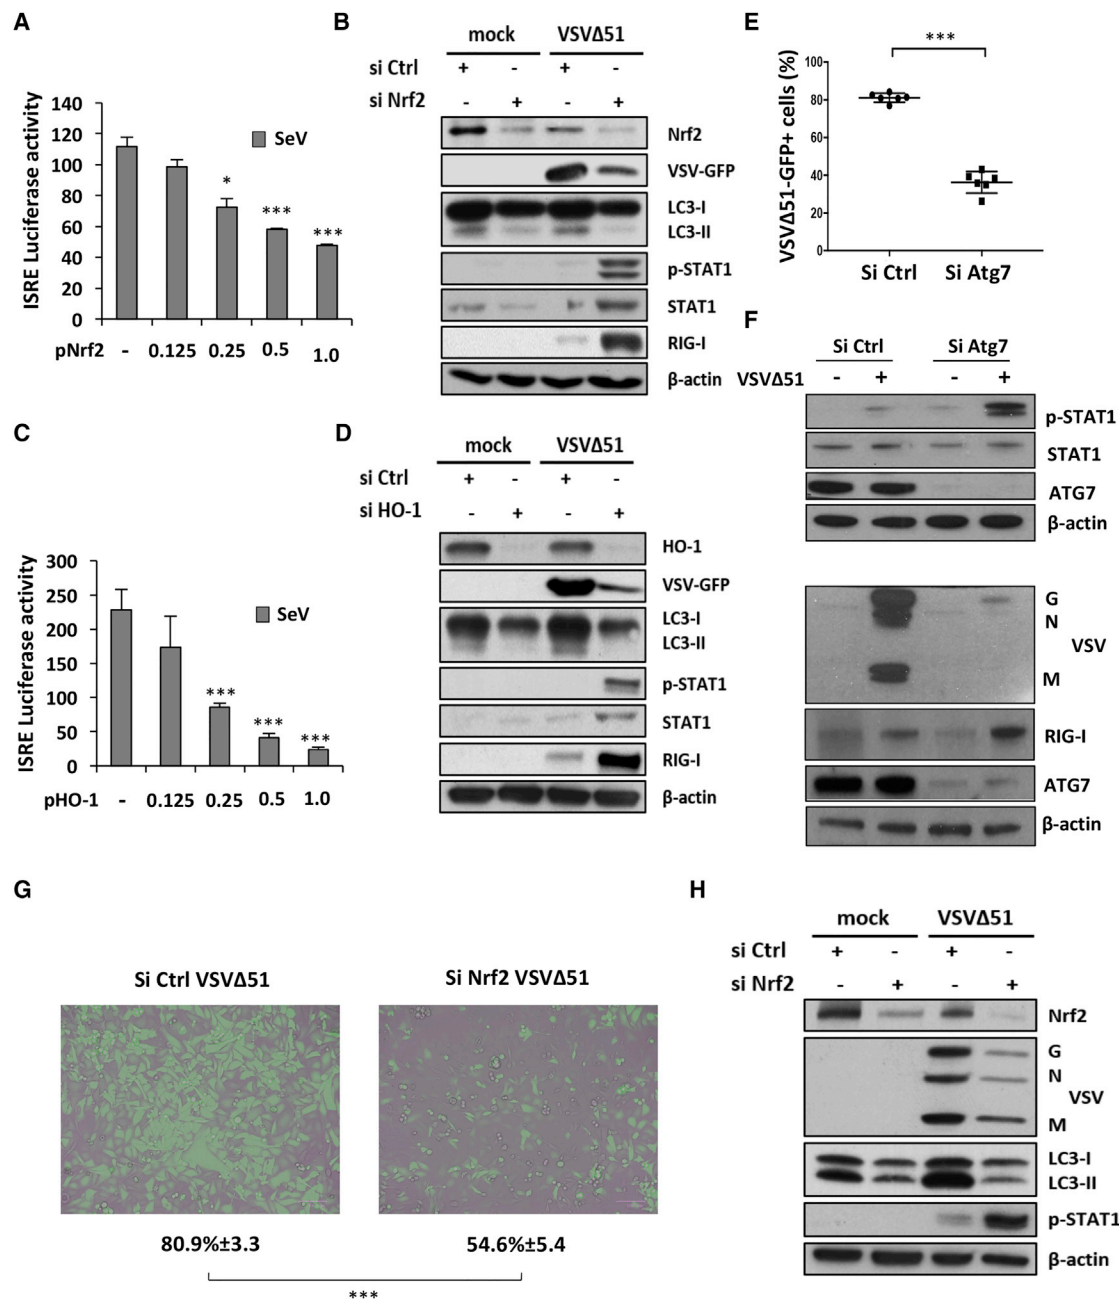 A
ISRE Luciferase activity
140
120
100
80
60
40
20
0
SeV
*
***
***
pNrf2 - 0.125 0.25 0.5 1.0
B
mock VSVΔ51
si Ctrl + - + -
si Nrf2 - + - +
Nrf2
VSV-GFP
LC3-I
LC3-II
p-STAT1
STAT1
RIG-I
β-actin
C
ISRE Luciferase activity
300
250
200
150
100
50
0
SeV
***
***
***
pHO-1 - 0.125 0.25 0.5 1.0
D
mock VSVΔ51
si Ctrl + - + -
si HO-1 - + - +
HO-1
VSV-GFP
LC3-I
LC3-II
p-STAT1
STAT1
RIG-I
β-actin
E
***
VSVΔ51-GFP+ cells (%)
100
80
60
40
20
0
Si Ctrl Si Atg7
F
Si Ctrl Si Atg7
VSVΔ51 - + - +
p-STAT1
STAT1
ATG7
β-actin
G
N
VSV
M
RIG-I
ATG7
β-actin
G
Si Ctrl VSVΔ51 Si Nrf2 VSVΔ51
80.9%±3.3 54.6%±5.4
***
H
mock VSVΔ51
si Ctrl + - + -
si Nrf2 - + - +
Nrf2
G
N
VSV
M
LC3-I
LC3-II
p-STAT1
β-actin